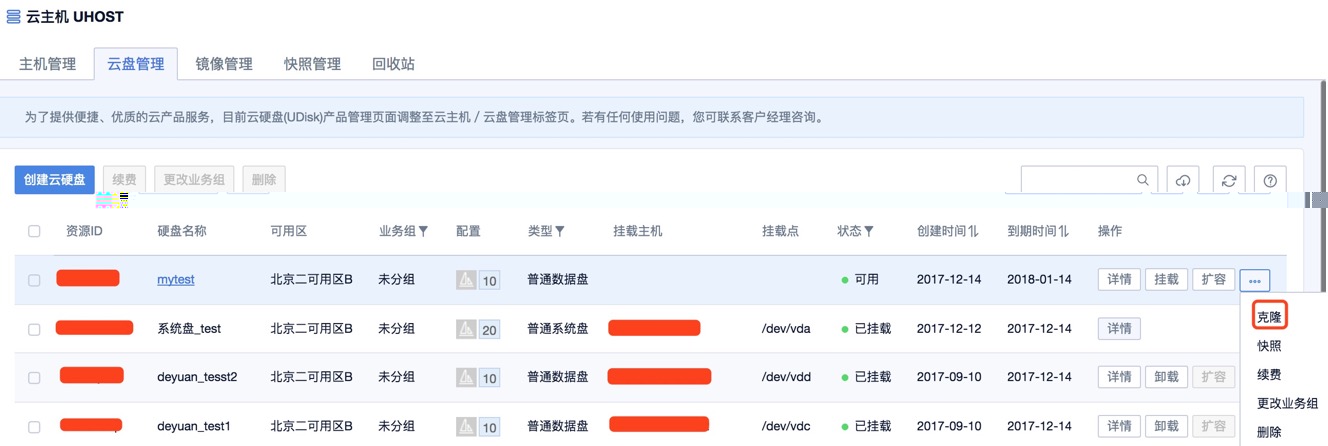 云主机 UHOST
主机管理 云盘管理 镜像管理 快照管理 回收站
为了提供便捷、优质的云产品服务，目前云硬盘(UDisk)产品管理页面调整至云主机 / 云盘管理标签页。若有任何使用问题，您可联系客户经理咨询。
创建云硬盘 续费 更改业务组 删除
资源ID 硬盘名称 可用区 业务组 配置 类型 挂载主机 挂载点 状态 创建时间 到期时间 操作
mytest 北京二可用区B 未分组 10 普通数据盘 可用 2017-12-14 2018-01-14 详情 挂载 扩容 ...
系统盘_test 北京二可用区B 未分组 20 普通系统盘 /dev/vda 已挂载 2017-12-12 2017-12-14 详情
deyuan_tesst2 北京二可用区B 未分组 10 普通数据盘 /dev/vdd 已挂载 2017-09-10 2017-12-14 详情 卸载 扩容
deyuan_test1 北京二可用区B 未分组 10 普通数据盘 /dev/vdc 已挂载 2017-09-10 2017-12-14 详情 卸载 扩容
克隆
快照
续费
更改业务组
删除